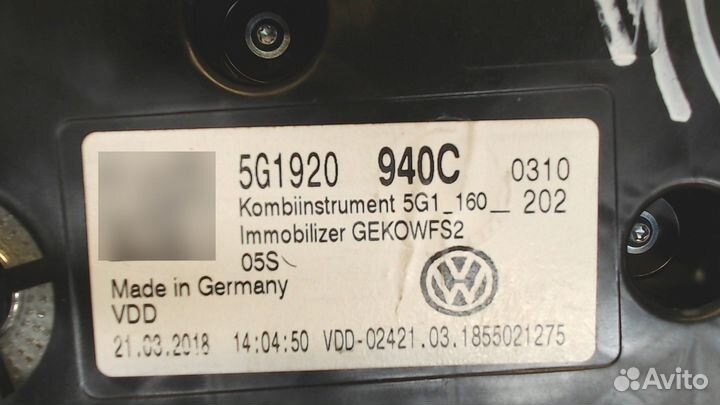 5G1920 940C 0310
Kombiinstrument 5G1_160__ 202
Immobilizer GEKOWFS2
05S
Made in Germany
VDD
21.03.2018 14:04:50 VDD-02421.03.1855021275
Avito